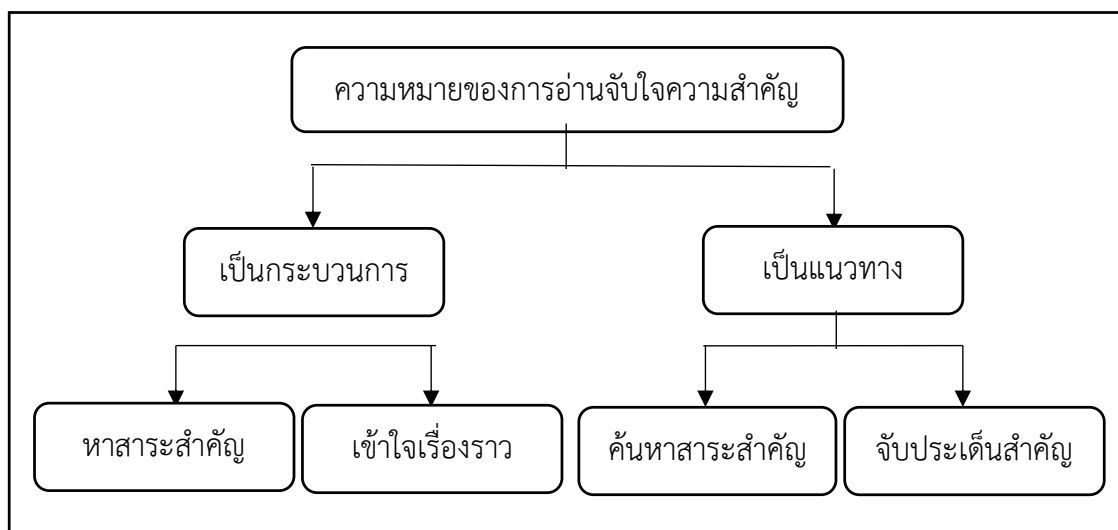 ความหมายของการอ่านจับใจความสำคัญ
เป็นกระบวนการ
เป็นแนวทาง
หาสาระสำคัญ
เข้าใจเรื่องราว
ค้นหาสาระสำคัญ
จับประเด็นสำคัญ